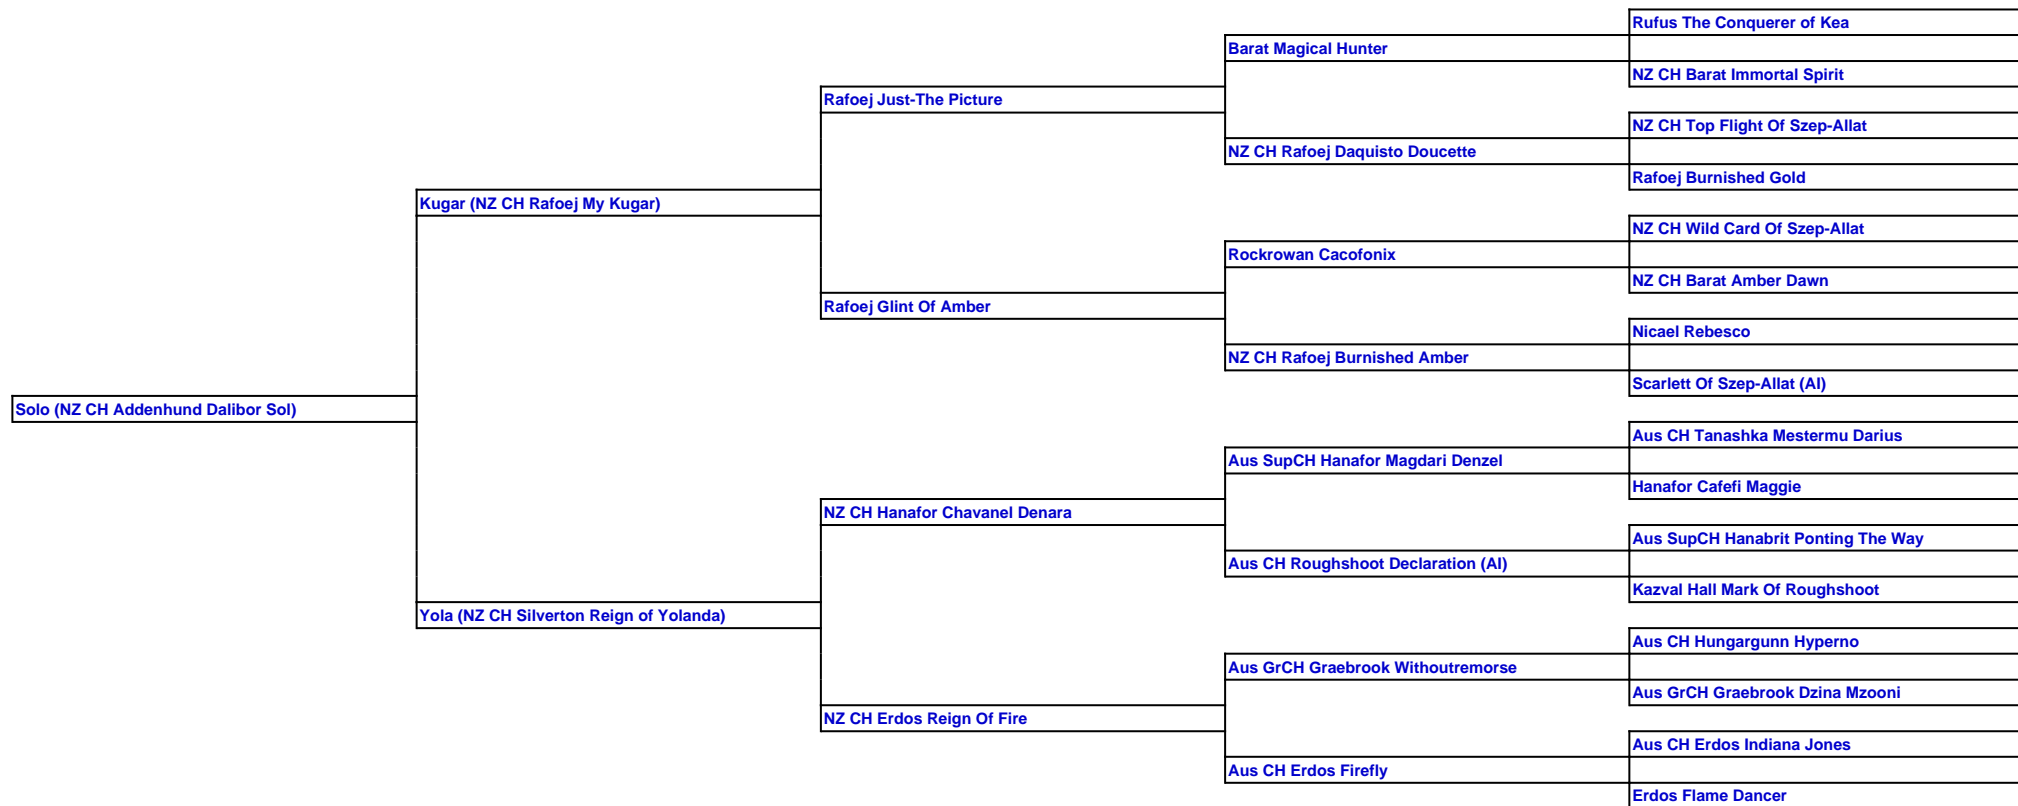 Rufus The Conquerer of Kea
Barat Magical Hunter
NZ CH Barat Immortal Spirit
Rafoej Just-The Picture
NZ CH Top Flight Of Szep-Allat
NZ CH Rafoej Daquisto Doucette
Rafoej Burnished Gold
Kugar (NZ CH Rafoej My Kugar)
NZ CH Wild Card Of Szep-Allat
Rockrowan Cacofonix
NZ CH Barat Amber Dawn
Rafoej Glint Of Amber
Nicael Rebesco
NZ CH Rafoej Burnished Amber
Scarlett Of Szep-Allat (AI)
Solo (NZ CH Addenhund Dalibor Sol)
Aus CH Tanashka Mestermu Darius
Aus SupCH Hanafor Magdari Denzel
Hanafor Cafefi Maggie
NZ CH Hanafor Chavanel Denara
Aus SupCH Hanabrit Ponting The Way
Aus CH Roughshoot Declaration (AI)
Kazval Hall Mark Of Roughshoot
Yola (NZ CH Silverton Reign of Yolanda)
Aus CH Hungargunn Hyperno
Aus GrCH Graebrook Withoutremorse
Aus GrCH Graebrook Dzina Mzooni
NZ CH Erdos Reign Of Fire
Aus CH Erdos Indiana Jones
Aus CH Erdos Firefly
Erdos Flame Dancer